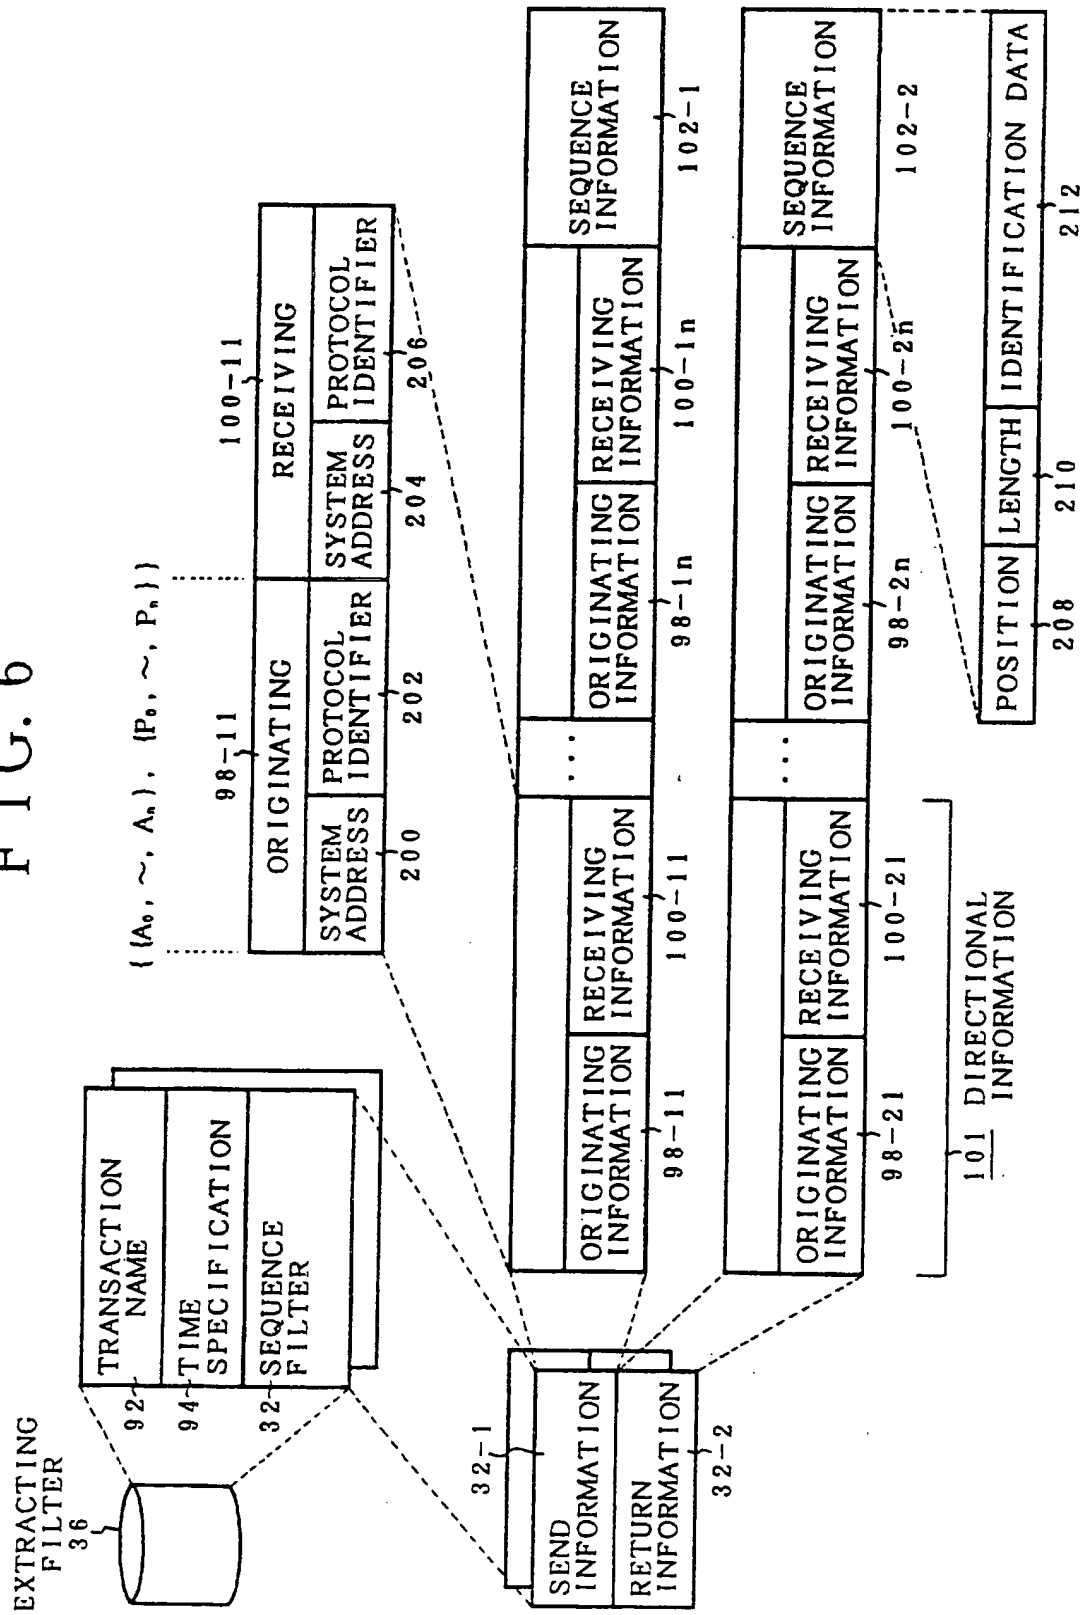 FIG. 6
EXTRACTING
FILTER
36
92
TRANSACTION
NAME
94
TIME
SPECIFICATION
32
SEQUENCE
FILTER
{ {A₀, ~, Aₙ}, {P₀, ~, Pₙ} }
98-11
100-11
ORIGINATING
RECEIVING
SYSTEM
ADDRESS
PROTOCOL
IDENTIFIER
SYSTEM
ADDRESS
PROTOCOL
IDENTIFIER
200
202
204
206
32-1
SEND
INFORMATION
RETURN
INFORMATION
32-2
ORIGINATING
INFORMATION
RECEIVING
INFORMATION
...
ORIGINATING
INFORMATION
RECEIVING
INFORMATION
SEQUENCE
INFORMATION
98-11
100-11
98-1n
100-1n
102-1
ORIGINATING
INFORMATION
RECEIVING
INFORMATION
...
ORIGINATING
INFORMATION
RECEIVING
INFORMATION
SEQUENCE
INFORMATION
98-21
100-21
98-2n
100-2n
102-2
101 DIRECTIONAL
INFORMATION
POSITION
LENGTH
IDENTIFICATION DATA
208
210
212